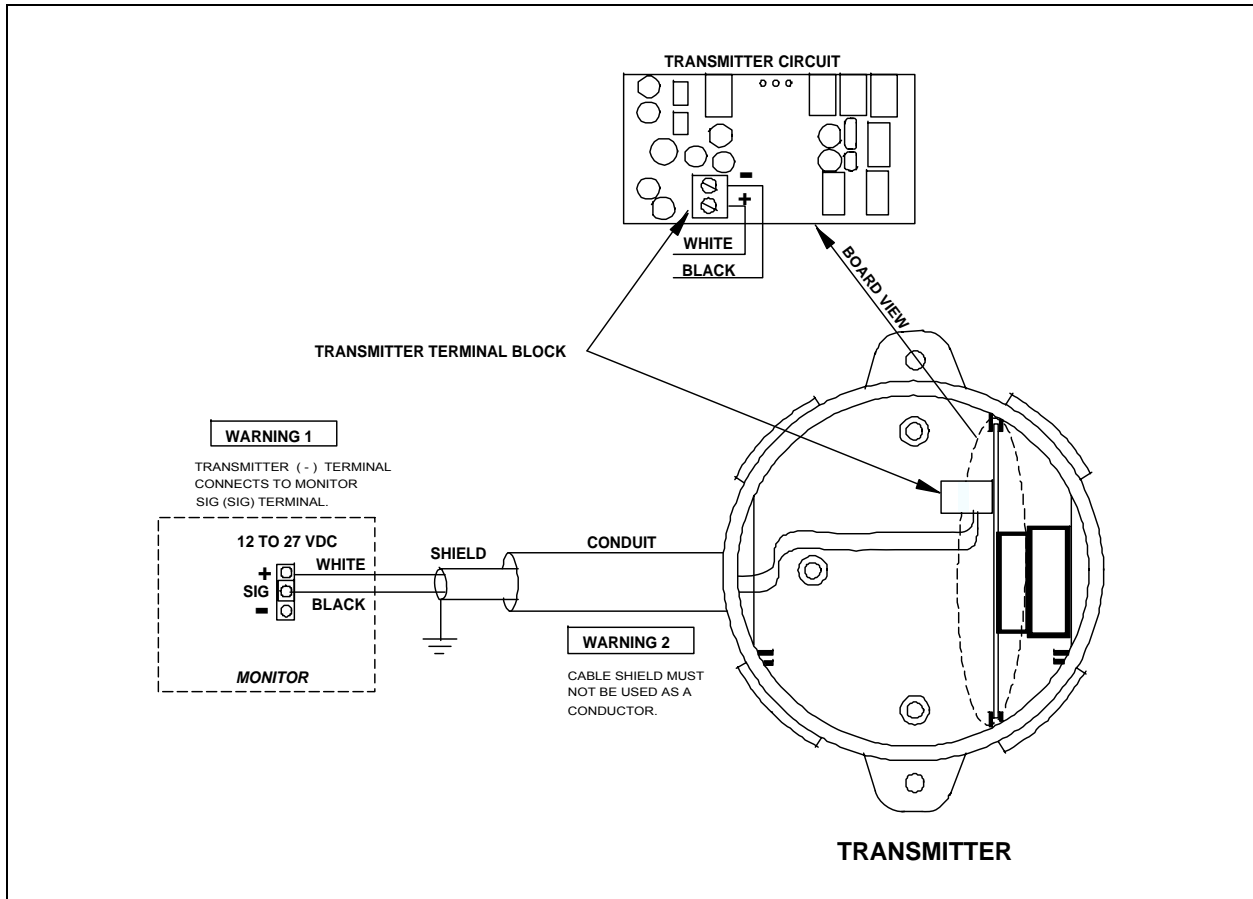 TRANSMITTER CIRCUIT
-
+
WHITE
BLACK
BOARD VIEW
TRANSMITTER TERMINAL BLOCK
WARNING 1
TRANSMITTER ( - ) TERMINAL
CONNECTS TO MONITOR
SIG (SIG) TERMINAL.
12 TO 27 VDC
+
SIG
-
WHITE
BLACK
MONITOR
SHIELD
CONDUIT
WARNING 2
CABLE SHIELD MUST
NOT BE USED AS A
CONDUCTOR.
TRANSMITTER